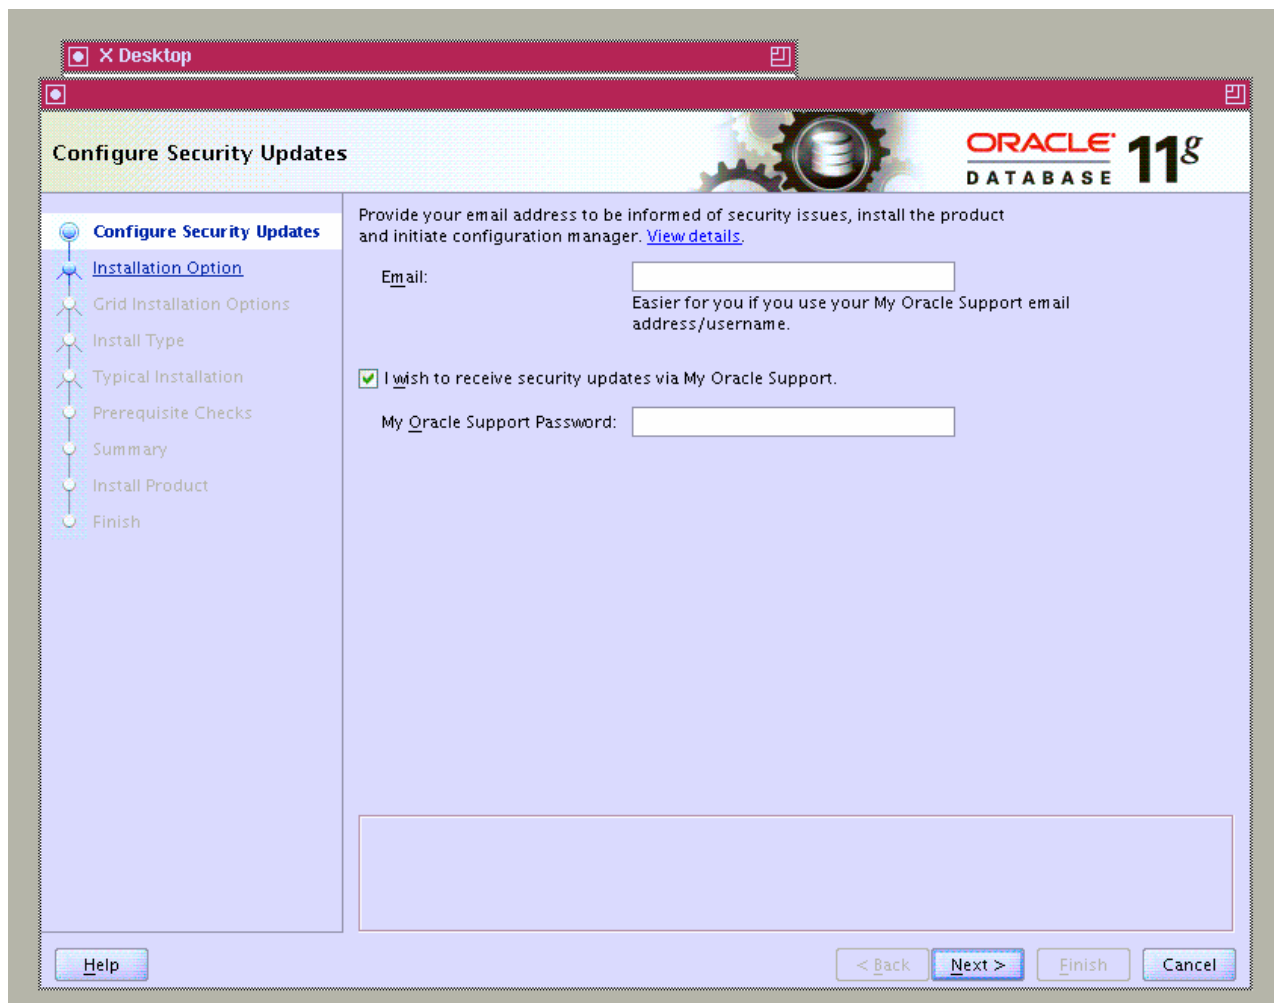 X Desktop
Configure Security Updates
ORACLE
DATABASE
11g
Configure Security Updates
Installation Option
Grid Installation Options
Install Type
Typical Installation
Prerequisite Checks
Summary
Install Product
Finish
Provide your email address to be informed of security issues, install the product
and initiate configuration manager. View details.
Email:
Easier for you if you use your My Oracle Support email
address/username.
I wish to receive security updates via My Oracle Support.
My Oracle Support Password:
Help
< Back
Next >
Finish
Cancel